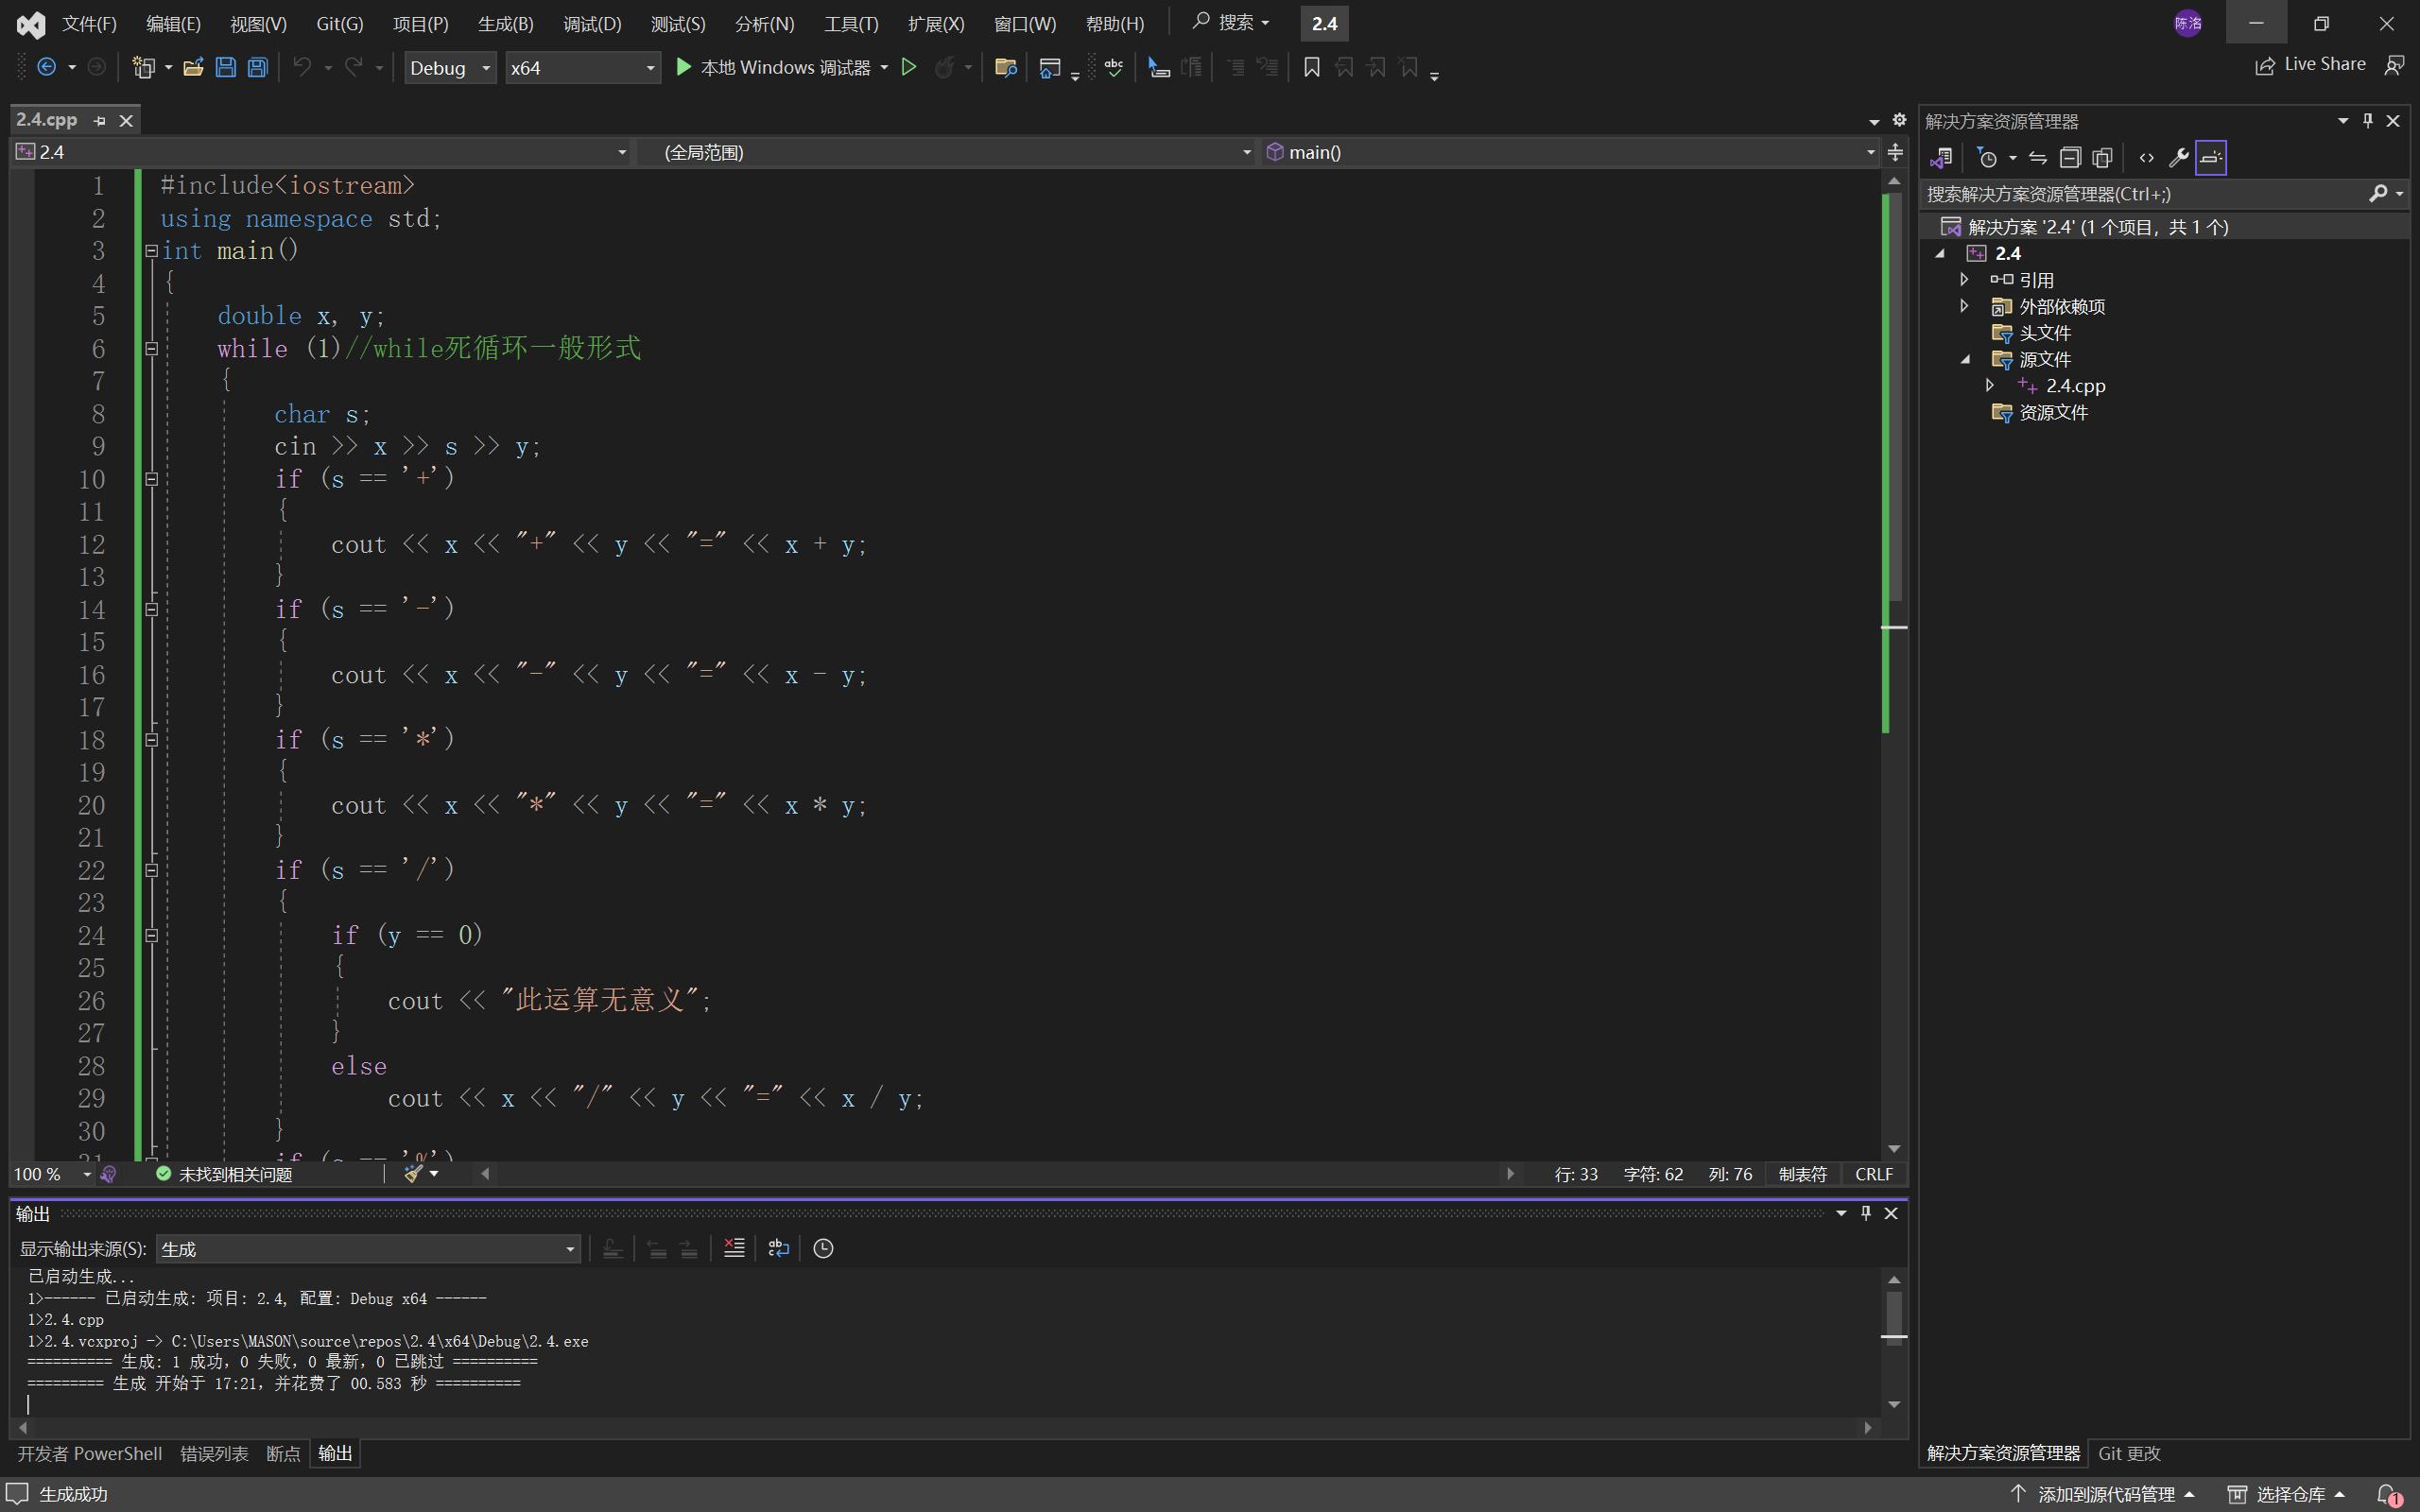 文件(F) 编辑(E) 视图(V) Git(G) 项目(P) 生成(B) 调试(D) 测试(S) 分析(N) 工具(T) 扩展(X) 窗口(W) 帮助(H) 搜索 2.4 陈洛
Debug x64 本地 Windows 调试器 Live Share
2.4.cpp
2.4 (全局范围) main()
1 #include<iostream>
2 using namespace std;
3 int main()
4 {
5 double x, y;
6 while (1)//while死循环一般形式
7 {
8 char s;
9 cin >> x >> s >> y;
10 if (s == '+')
11 {
12 cout << x << "+" << y << "=" << x + y;
13 }
14 if (s == '-')
15 {
16 cout << x << "-" << y << "=" << x - y;
17 }
18 if (s == '*')
19 {
20 cout << x << "*" << y << "=" << x * y;
21 }
22 if (s == '/')
23 {
24 if (y == 0)
25 {
26 cout << "此运算无意义";
27 }
28 else
29 cout << x << "/" << y << "=" << x / y;
30 }
31 if (s == '%')
100 % 未找到相关问题 行: 33 字符: 62 列: 76 制表符 CRLF
输出
显示输出来源(S): 生成
已启动生成...
1>------ 已启动生成: 项目: 2.4, 配置: Debug x64 ------
1>2.4.cpp
1>2.4.vcxproj -> C:\Users\MASON\source\repos\2.4\x64\Debug\2.4.exe
========== 生成: 1 成功，0 失败，0 最新，0 已跳过 ==========
========= 生成 开始于 17:21，并花费了 00.583 秒 ==========
开发者 PowerShell 错误列表 断点 输出
解决方案资源管理器
搜索解决方案资源管理器(Ctrl+;)
解决方案 '2.4' (1 个项目，共 1 个)
2.4
引用
外部依赖项
头文件
源文件
2.4.cpp
资源文件
解决方案资源管理器 Git 更改
生成成功 添加到源代码管理 选择仓库 1